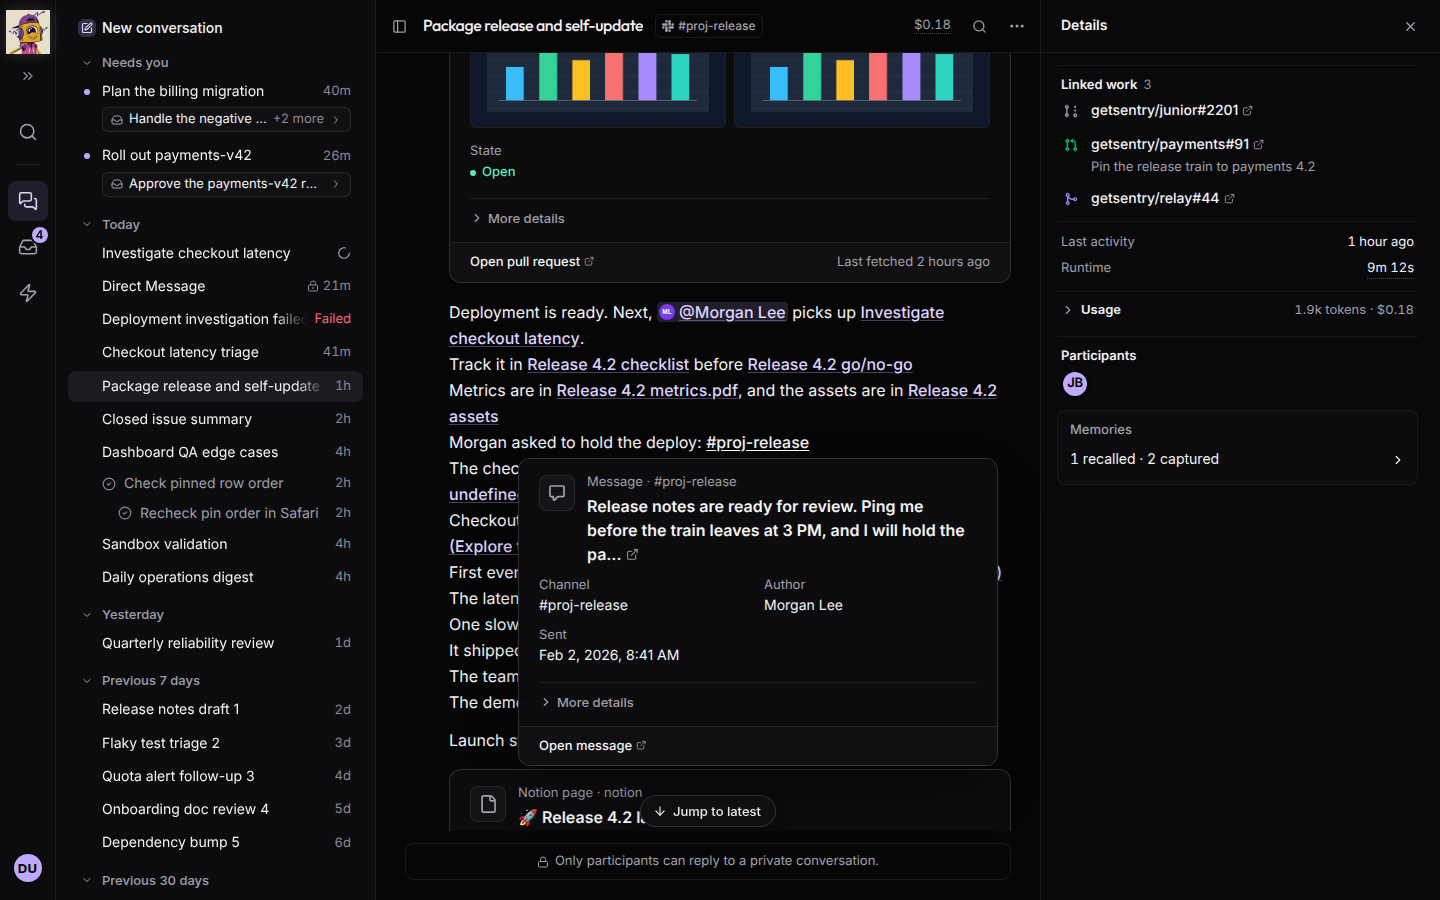 New conversation
Needs you
Plan the billing migration 40m
Handle the negative ... +2 more
Roll out payments-v42 26m
Approve the payments-v42 r...
Today
Investigate checkout latency
Direct Message 21m
Deployment investigation failed Failed
Checkout latency triage 41m
Package release and self-update 1h
Closed issue summary 2h
Dashboard QA edge cases 4h
Check pinned row order 2h
Recheck pin order in Safari 2h
Sandbox validation 4h
Daily operations digest 4h
Yesterday
Quarterly reliability review 1d
Previous 7 days
Release notes draft 1 2d
Flaky test triage 2 3d
Quota alert follow-up 3 4d
Onboarding doc review 4 5d
Dependency bump 5 6d
Previous 30 days
4
DU
Package release and self-update #proj-release $0.18
State
Open
More details
Open pull request Last fetched 2 hours ago
Deployment is ready. Next, ML @Morgan Lee picks up Investigate
checkout latency.
Track it in Release 4.2 checklist before Release 4.2 go/no-go
Metrics are in Release 4.2 metrics.pdf, and the assets are in Release 4.2
assets
Morgan asked to hold the deploy: #proj-release
The chec
undefine
Checkout
(Explore
First ever )
The laten
One slow
It shipped
The team
The demo
Launch s
Message · #proj-release
Release notes are ready for review. Ping me
before the train leaves at 3 PM, and I will hold the
pa...
Channel Author
#proj-release Morgan Lee
Sent
Feb 2, 2026, 8:41 AM
More details
Open message
Notion page · notion
🚀 Release 4.2 l
Jump to latest
Only participants can reply to a private conversation.
Details
Linked work 3
getsentry/junior#2201
getsentry/payments#91
Pin the release train to payments 4.2
getsentry/relay#44
Last activity 1 hour ago
Runtime 9m 12s
Usage 1.9k tokens · $0.18
Participants
JB
Memories
1 recalled · 2 captured